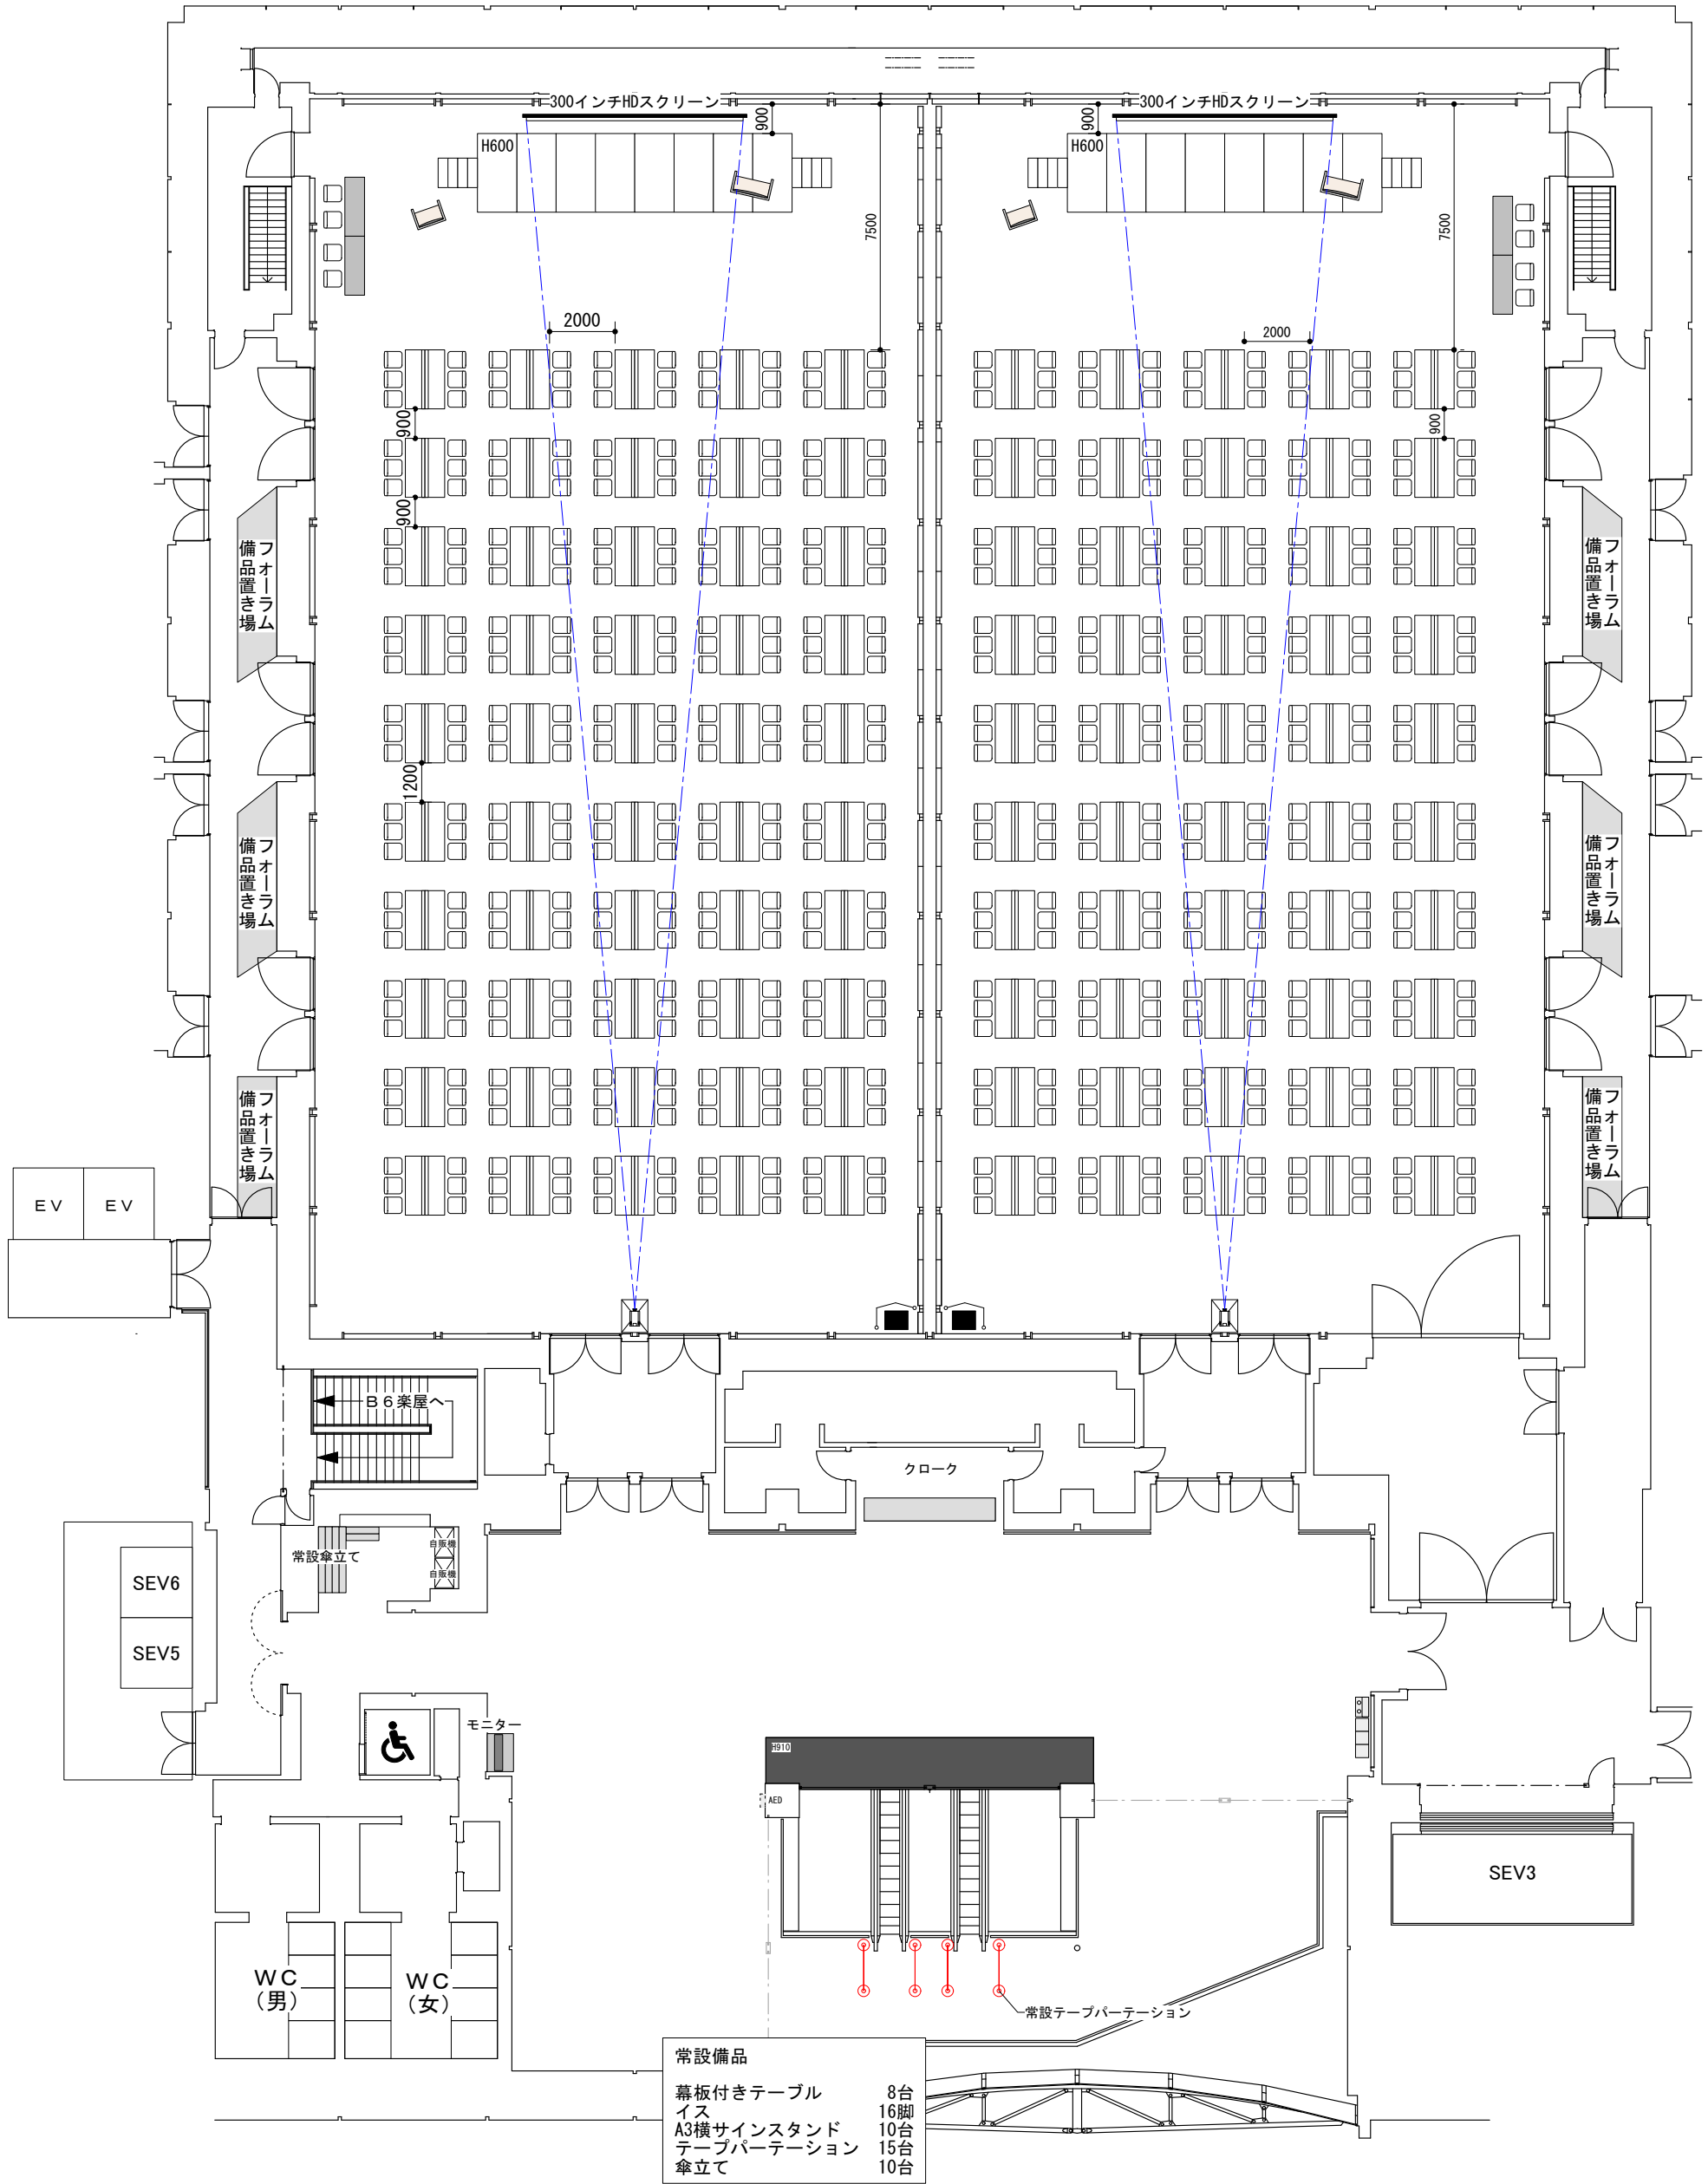 300インチHDスクリーン
300インチHDスクリーン
900
900
H600
H600
7500
7500
2000
2000
900
900
900
1200
フォーラム
備品置き場
フォーラム
備品置き場
フォーラム
備品置き場
フォーラム
備品置き場
フォーラム
備品置き場
フォーラム
備品置き場
EV
EV
B6楽屋へ
クローク
常設傘立て
自販機
自販機
SEV6
SEV5
モニター
H910
AED
SEV3
WC
(男)
WC
(女)
常設テープパーテーション
常設備品
幕板付きテーブル 8台
イス 16脚
A3横サインスタンド 10台
テープパーテーション 15台
傘立て 10台